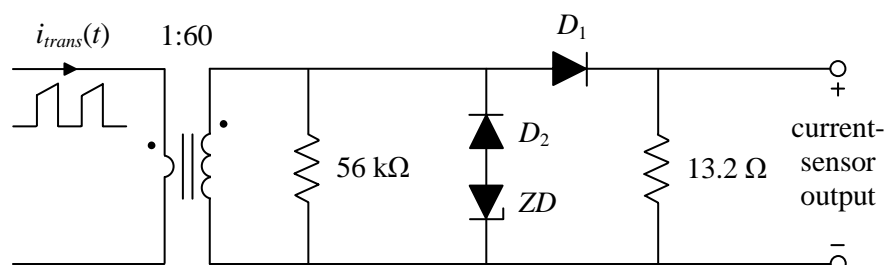 i_trans(t)
1:60
D₁
+
56 kΩ
D₂
ZD
13.2 Ω
current-
sensor
output
−